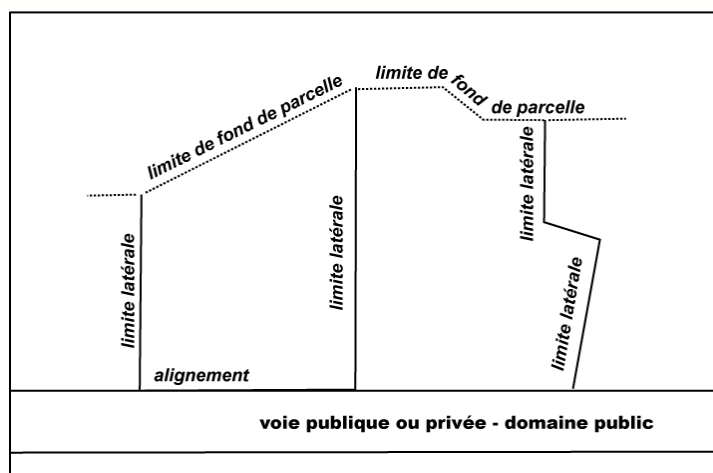 limite de fond de parcelle
limite de fond de parcelle
limite latérale
limite latérale
limite latérale
limite latérale
alignement
voie publique ou privée - domaine public